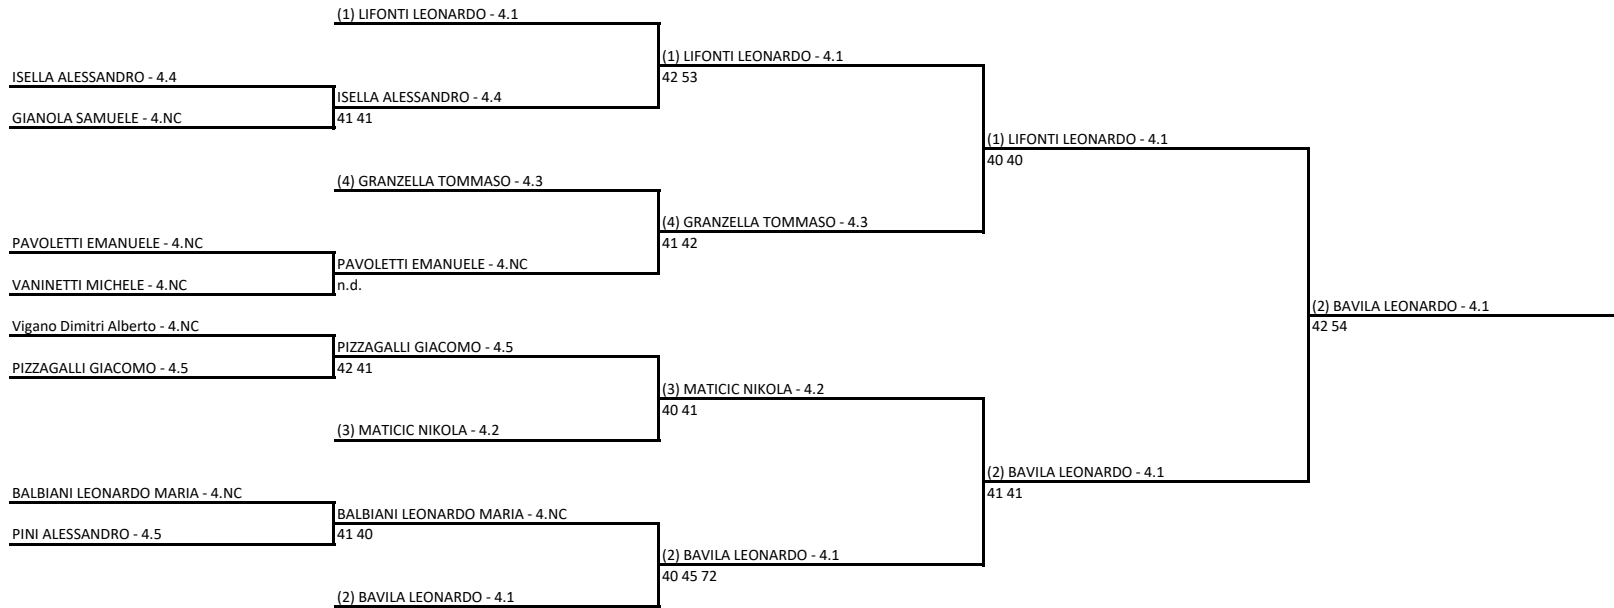 (1) LIFONTI LEONARDO - 4.1
(1) LIFONTI LEONARDO - 4.1
ISELLA ALESSANDRO - 4.4
42 53
ISELLA ALESSANDRO - 4.4
GIANOLA SAMUELE - 4.NC
41 41
(1) LIFONTI LEONARDO - 4.1
40 40
(4) GRANZELLA TOMMASO - 4.3
(4) GRANZELLA TOMMASO - 4.3
PAVOLETTI EMANUELE - 4.NC
41 42
PAVOLETTI EMANUELE - 4.NC
VANINETTI MICHELE - 4.NC
n.d.
(2) BAVILA LEONARDO - 4.1
Vigano Dimitri Alberto - 4.NC
42 54
PIZZAGALLI GIACOMO - 4.5
PIZZAGALLI GIACOMO - 4.5
42 41
(3) MATICIC NIKOLA - 4.2
40 41
(3) MATICIC NIKOLA - 4.2
(2) BAVILA LEONARDO - 4.1
BALBIANI LEONARDO MARIA - 4.NC
41 41
BALBIANI LEONARDO MARIA - 4.NC
PINI ALESSANDRO - 4.5
41 40
(2) BAVILA LEONARDO - 4.1
40 45 72
(2) BAVILA LEONARDO - 4.1